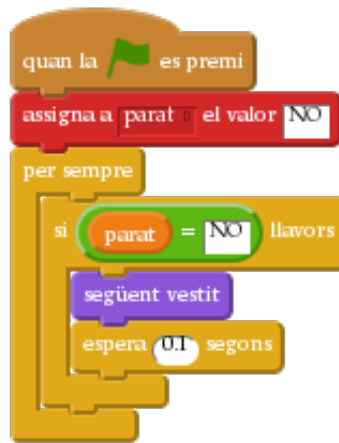 quan la es premi
assigna a parat el valor NO
per sempre
si parat = NO llavors
següent vestit
espera 0.1 segons